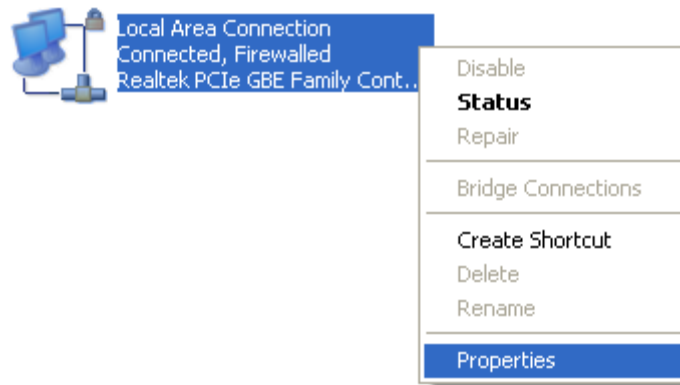 Local Area Connection
Connected, Firewalled
Realtek PCIe GBE Family Cont...
Disable
Status
Repair
Bridge Connections
Create Shortcut
Delete
Rename
Properties